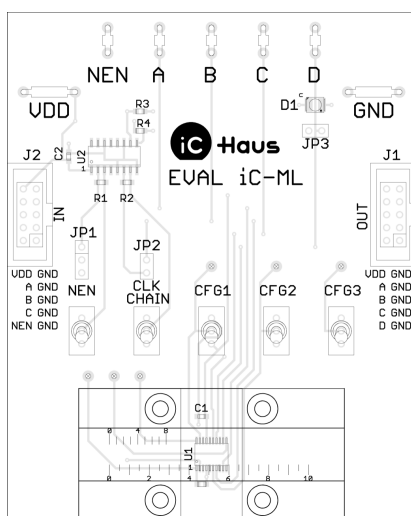 NEN A B C D
VDD D1 C GND
R3
R4
JP3
iC Haus
J2 C2 U2 1 J1
EVAL iC-ML
IN R1 R2 OUT
JP1 JP2
NEN CLK CHAIN CFG1 CFG2 CFG3
VDD GND VDD GND
A GND A GND
B GND B GND
C GND C GND
NEN GND D GND
C1
0 4 8
U1 1
0 2 4 6 8 10